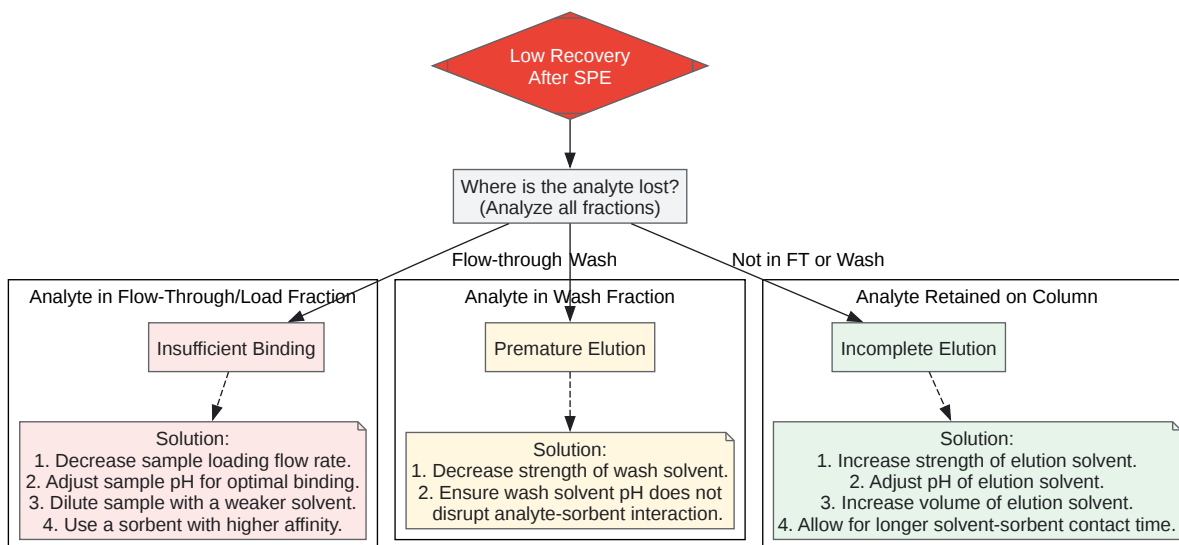 Low Recovery
After SPE
Where is the analyte lost?
(Analyze all fractions)
Flow-through
Wash
Not in FT or Wash
Analyte in Flow-Through/Load Fraction
Insufficient Binding
Solution:
1. Decrease sample loading flow rate.
2. Adjust sample pH for optimal binding.
3. Dilute sample with a weaker solvent.
4. Use a sorbent with higher affinity.
Analyte in Wash Fraction
Premature Elution
Solution:
1. Decrease strength of wash solvent.
2. Ensure wash solvent pH does not
disrupt analyte-sorbent interaction.
Analyte Retained on Column
Incomplete Elution
Solution:
1. Increase strength of elution solvent.
2. Adjust pH of elution solvent.
3. Increase volume of elution solvent.
4. Allow for longer solvent-sorbent contact time.